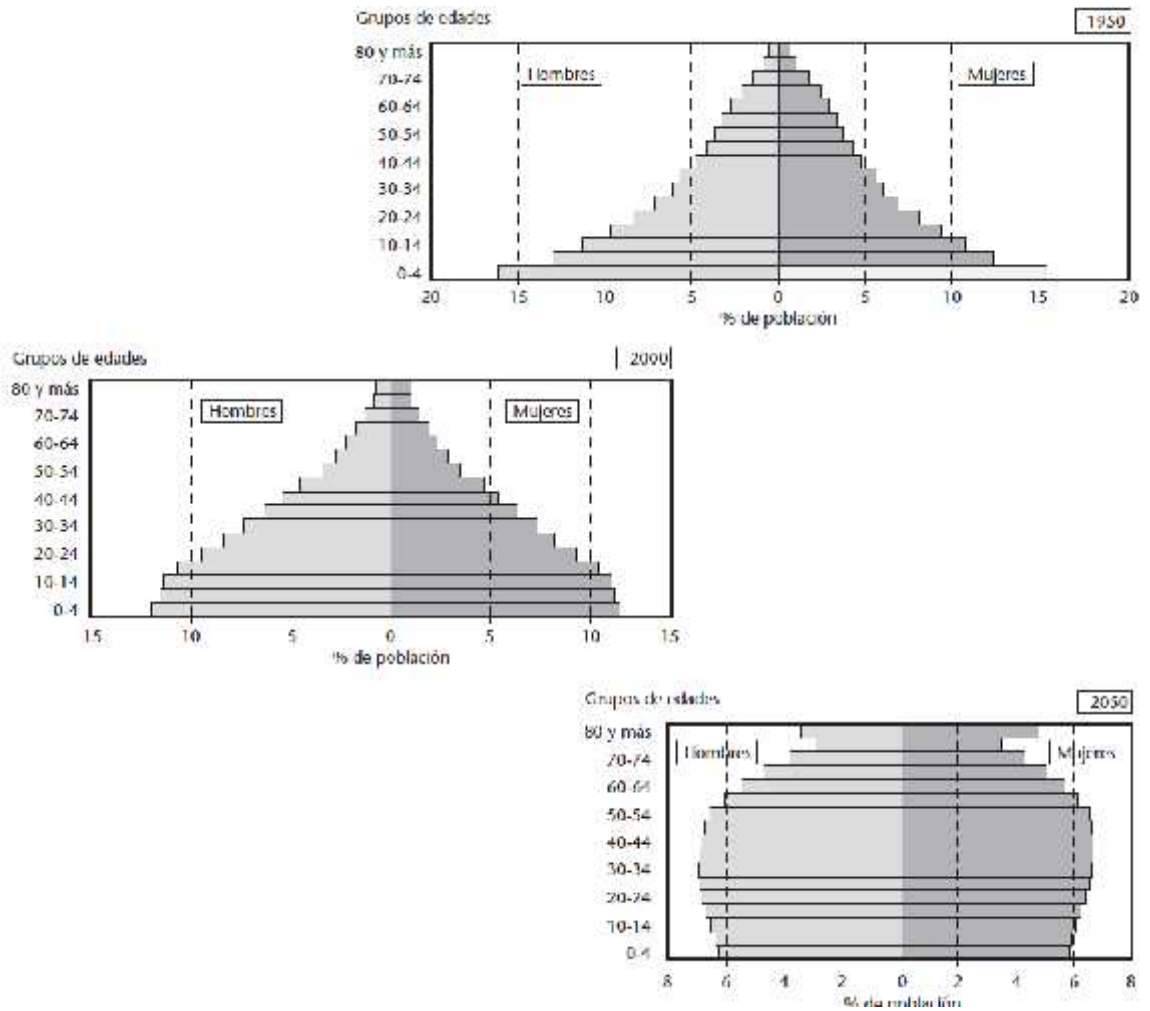 Grupos de edades 1950
80 y más
Hombres Mujeres
70-74
60-64
50-54
40-44
30-34
20-24
10-14
0-4
20 15 10 5 0 5 10 15 20
% de población
Grupos de edades 2000
80 y más
Hombres Mujeres
70-74
60-64
50-54
40-44
30-34
20-24
10-14
0-4
15 10 5 0 5 10 15
% de población
Grupos de edades 2050
80 y más
Hombres Mujeres
70-74
60-64
50-54
40-44
30-34
20-24
10-14
0-4
8 6 4 2 0 2 4 6 8
% de población